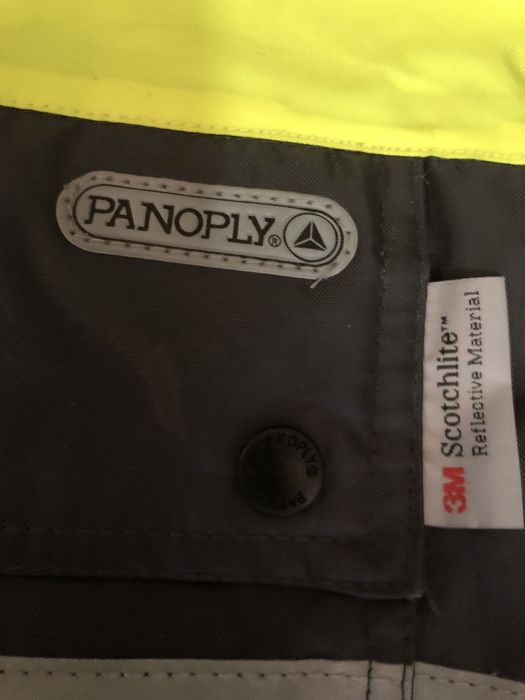 PANOPLY®
3M Scotchlite™
Reflective Material
PANOPLY®